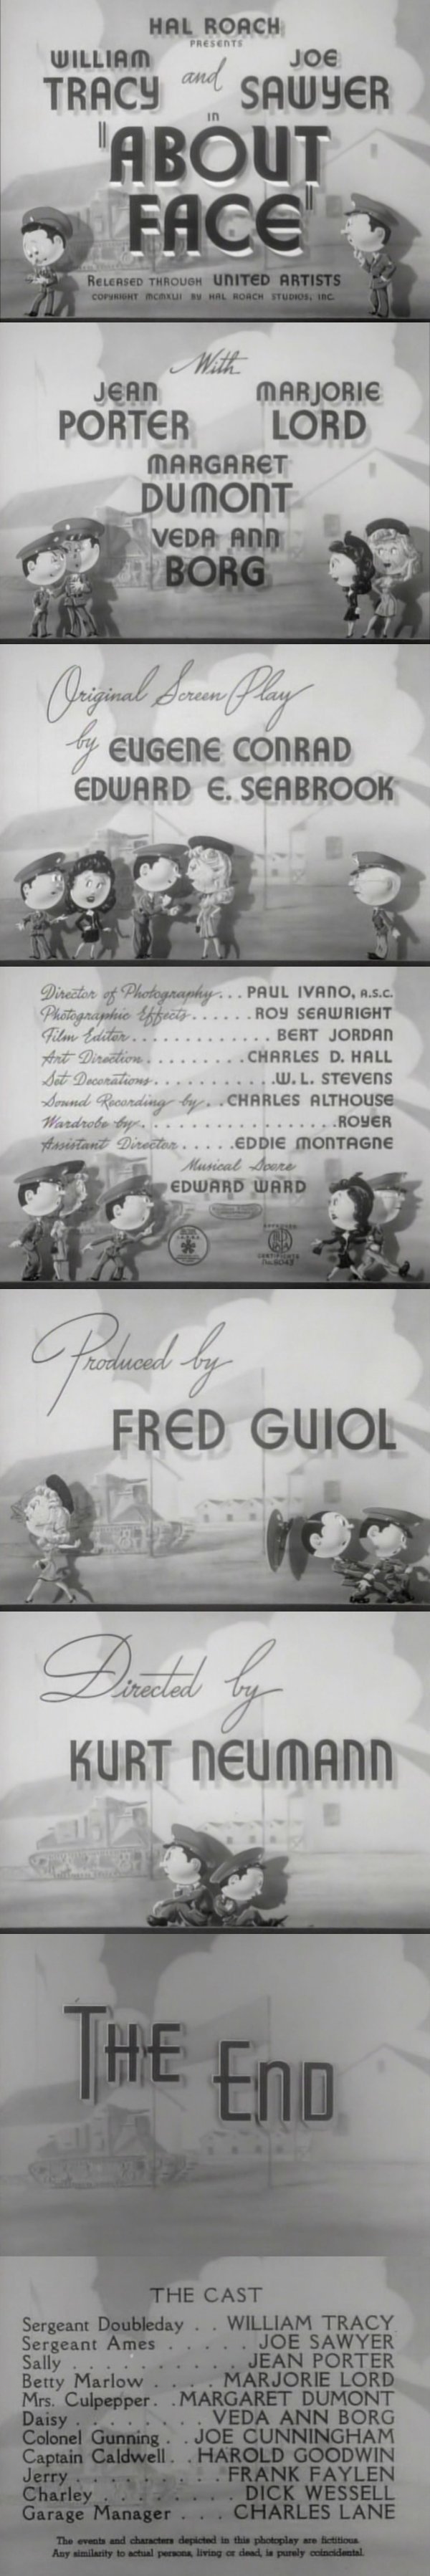 HAL ROACH
PRESENTS
WILLIAM TRACY and JOE SAWYER
IN
"ABOUT FACE"
RELEASED THROUGH UNITED ARTISTS
COPYRIGHT MCMXLII BY HAL ROACH STUDIOS, INC.
With
JEAN PORTER
MARJORIE LORD
MARGARET DUMONT
VEDA ANN BORG
Original Screen Play
by EUGENE CONRAD
EDWARD E. SEABROOK
Director of Photography... PAUL IVANO, A.S.C.
Photographic Effects...... ROY SEAWRIGHT
Film Editor............ BERT JORDAN
Art Direction.......... CHARLES D. HALL
Set Decorations............ W. L. STEVENS
Sound Recording by.. CHARLES ALTHOUSE
Wardrobe by.................. ROYER
Assistant Director..... EDDIE MONTAGNE
Musical Score
EDWARD WARD
APPROVED
CERTIFICATE
Produced by
FRED GUIOL
Directed by
KURT NEUMANN
THE END
THE CAST
Sergeant Doubleday . . WILLIAM TRACY
Sergeant Ames . . . . . JOE SAWYER
Sally . . . . . . . . . . JEAN PORTER
Betty Marlow . . . . MARJORIE LORD
Mrs. Culpepper. . MARGARET DUMONT
Daisy . . . . . . . . VEDA ANN BORG
Colonel Gunning . . JOE CUNNINGHAM
Captain Caldwell. . HAROLD GOODWIN
Jerry . . . . . . . . . FRANK FAYLEN
Charley . . . . . . . . DICK WESSELL
Garage Manager . . . CHARLES LANE
The events and characters depicted in this photoplay are fictitious.
Any similarity to actual persons, living or dead, is purely coincidental.